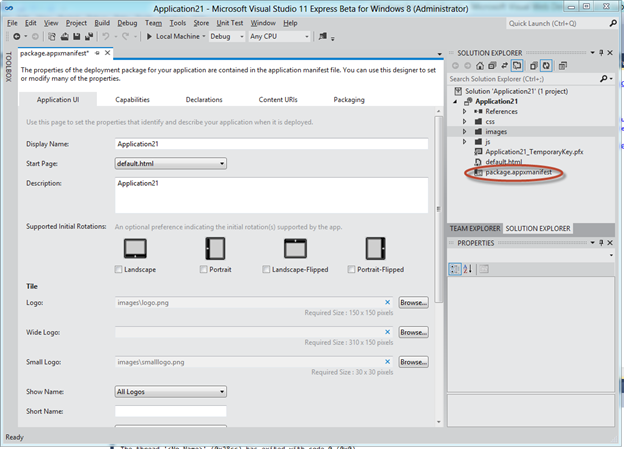 Application21 - Microsoft Visual Studio 11 Express Beta for Windows 8 (Administrator)
File Edit View Project Build Debug Team Tools Store Unit Test Window Help
Quick Launch (Ctrl+Q)
Local Machine Debug Any CPU
TOOLBOX
package.appxmanifest*
The properties of the deployment package for your application are contained in the application manifest file. You can use this designer to set
or modify many of the properties.
Application UI Capabilities Declarations Content URIs Packaging
Use this page to set the properties that identify and describe your application when it is deployed.
Display Name: Application21
Start Page: default.html
Description: Application21
Supported Initial Rotations: An optional preference indicating the initial rotation(s) supported by the app.
Landscape Portrait Landscape-Flipped Portrait-Flipped
Tile
Logo: images\logo.png Browse...
Required Size : 150 x 150 pixels
Wide Logo: Browse...
Required Size : 310 x 150 pixels
Small Logo: images\smalllogo.png Browse...
Required Size : 30 x 30 pixels
Show Name: All Logos
Short Name:
SOLUTION EXPLORER
Search Solution Explorer (Ctrl+;)
Solution 'Application21' (1 project)
Application21
References
css
images
js
Application21_TemporaryKey.pfx
default.html
package.appxmanifest
TEAM EXPLORER SOLUTION EXPLORER
PROPERTIES
Ready